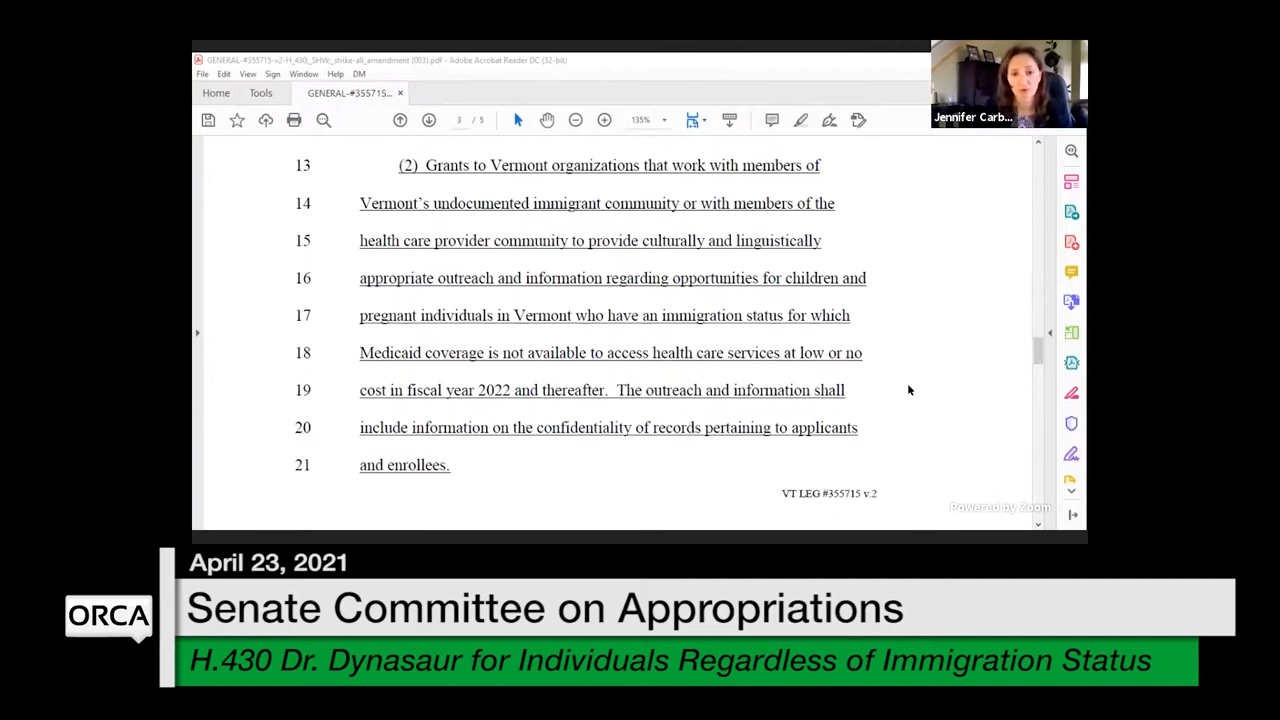 GENERAL-#355715-v2-H_430;_SHW;_strike-all_amendment (003).pdf - Adobe Acrobat Reader DC (32-bit)
File Edit View Sign Window Help DM
Home Tools GENERAL-#355715... ×
3 / 5 135%
Jennifer Carb...
13 (2) Grants to Vermont organizations that work with members of
14 Vermont’s undocumented immigrant community or with members of the
15 health care provider community to provide culturally and linguistically
16 appropriate outreach and information regarding opportunities for children and
17 pregnant individuals in Vermont who have an immigration status for which
18 Medicaid coverage is not available to access health care services at low or no
19 cost in fiscal year 2022 and thereafter. The outreach and information shall
20 include information on the confidentiality of records pertaining to applicants
21 and enrollees.
VT LEG #355715 v.2
Powered by Zoom
April 23, 2021
ORCA
Senate Committee on Appropriations
H.430 Dr. Dynasaur for Individuals Regardless of Immigration Status